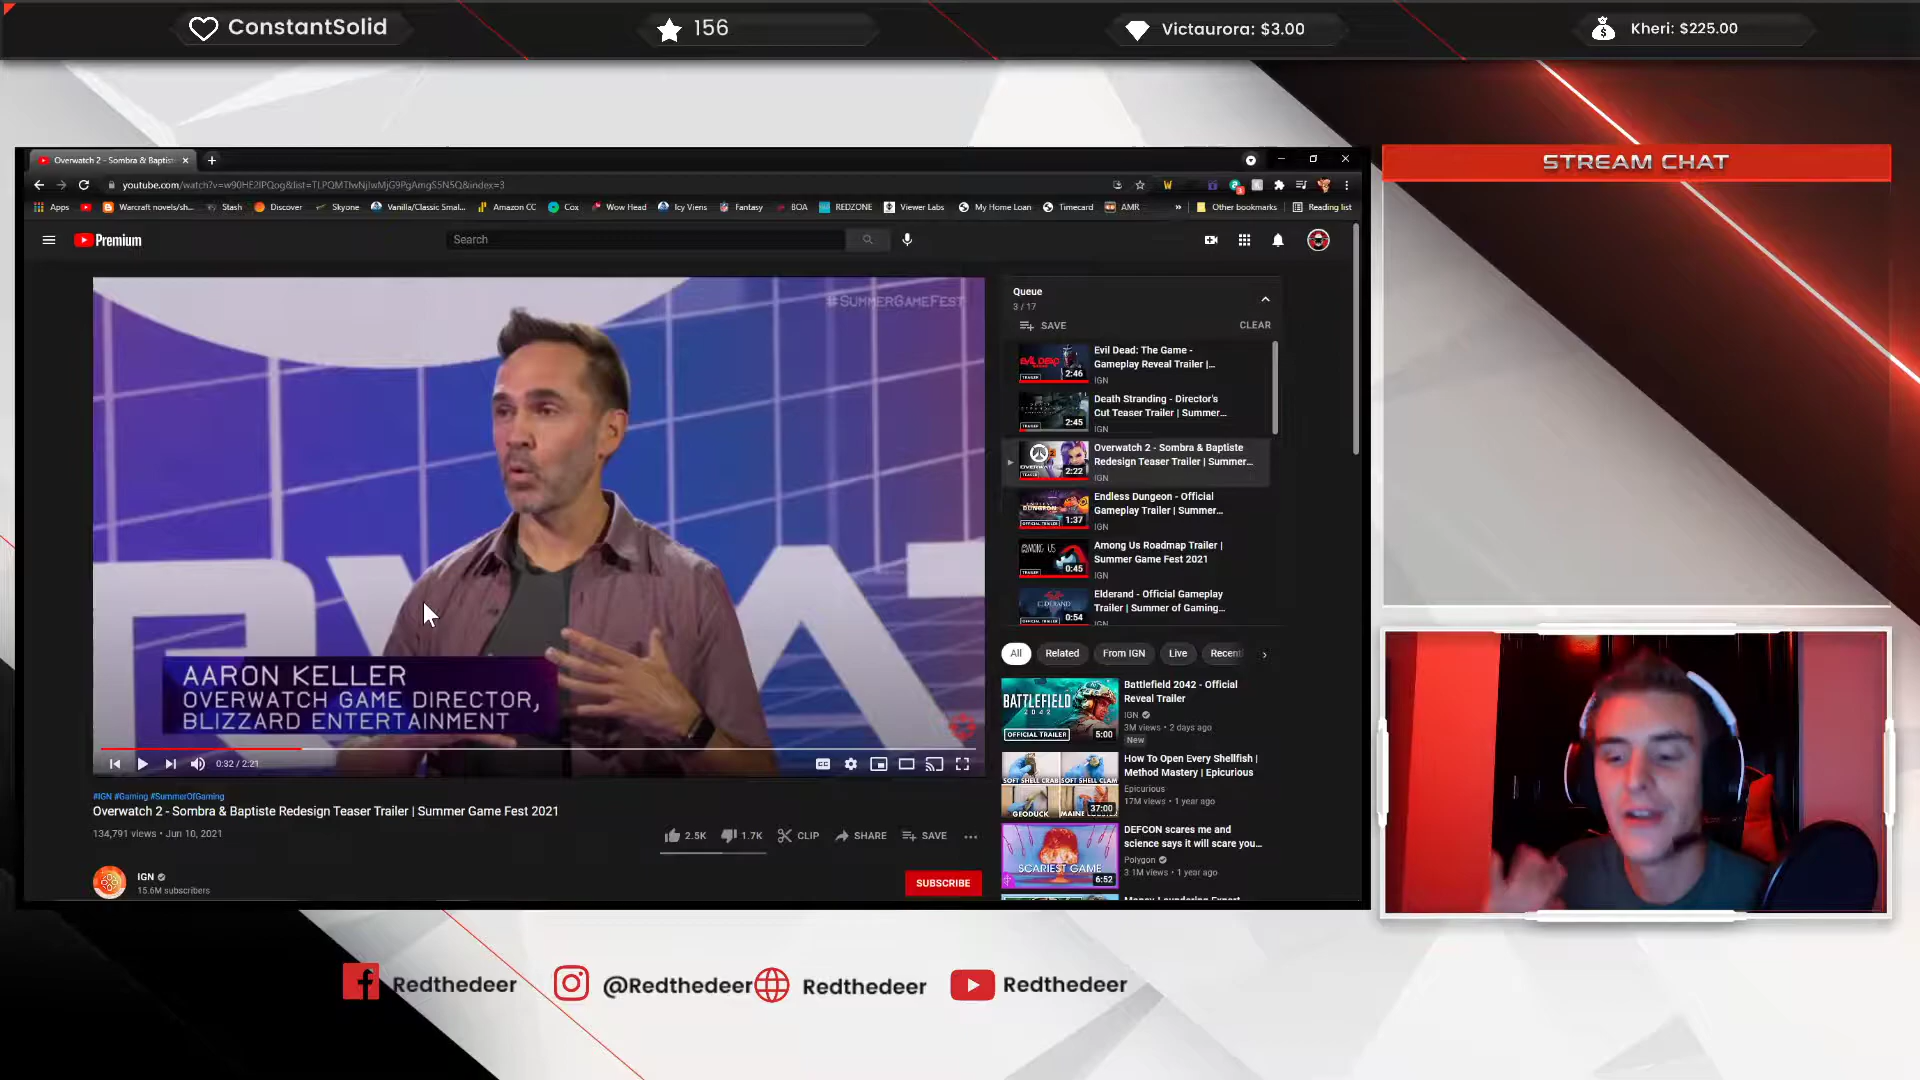 ConstantSolid
156
Victaurora: $3.00
Kheri: $225.00
Overwatch 2 - Sombra & Baptist
youtube.com/watch?v=w90HE2IPQog&list=TLPQMTIwNjIwMjG9PgAmgS5N5Q&index=3
Apps
Warcraft novels/sh...
Stash
Discover
Skyone
Vanilla/Classic Smal...
Amazon CC
Cox
Wow Head
Icy Viens
Fantasy
BOA
REDZONE
Viewer Labs
My Home Loan
Timecard
AMR
»
Other bookmarks
Reading list
Premium
Search
#SUMMERGAMEFEST
AARON KELLER
OVERWATCH GAME DIRECTOR,
BLIZZARD ENTERTAINMENT
0:32 / 2:21
#IGN #Gaming #SummerOfGaming
Overwatch 2 - Sombra & Baptiste Redesign Teaser Trailer | Summer Game Fest 2021
134,791 views • Jun 10, 2021
2.5K
1.7K
CLIP
SHARE
SAVE
IGN
15.6M subscribers
SUBSCRIBE
Queue
3 / 17
SAVE
CLEAR
Evil Dead: The Game -
Gameplay Reveal Trailer |...
IGN
2:46
Death Stranding - Director's
Cut Teaser Trailer | Summer...
IGN
2:45
Overwatch 2 - Sombra & Baptiste
Redesign Teaser Trailer | Summer...
IGN
2:22
Endless Dungeon - Official
Gameplay Trailer | Summer...
IGN
1:37
Among Us Roadmap Trailer |
Summer Game Fest 2021
IGN
0:45
Elderand - Official Gameplay
Trailer | Summer of Gaming...
IGN
0:54
All
Related
From IGN
Live
Recent
BATTLEFIELD
2042
OFFICIAL TRAILER
5:00
Battlefield 2042 - Official
Reveal Trailer
IGN
3M views • 2 days ago
New
SOFT SHELL CRAB
SOFT SHELL CLAM
GEODUCK
37:00
How To Open Every Shellfish |
Method Mastery | Epicurious
Epicurious
17M views • 1 year ago
SCARIEST GAME
6:52
DEFCON scares me and
science says it will scare you...
Polygon
3.1M views • 1 year ago
STREAM CHAT
Redthedeer
@Redthedeer
Redthedeer
Redthedeer